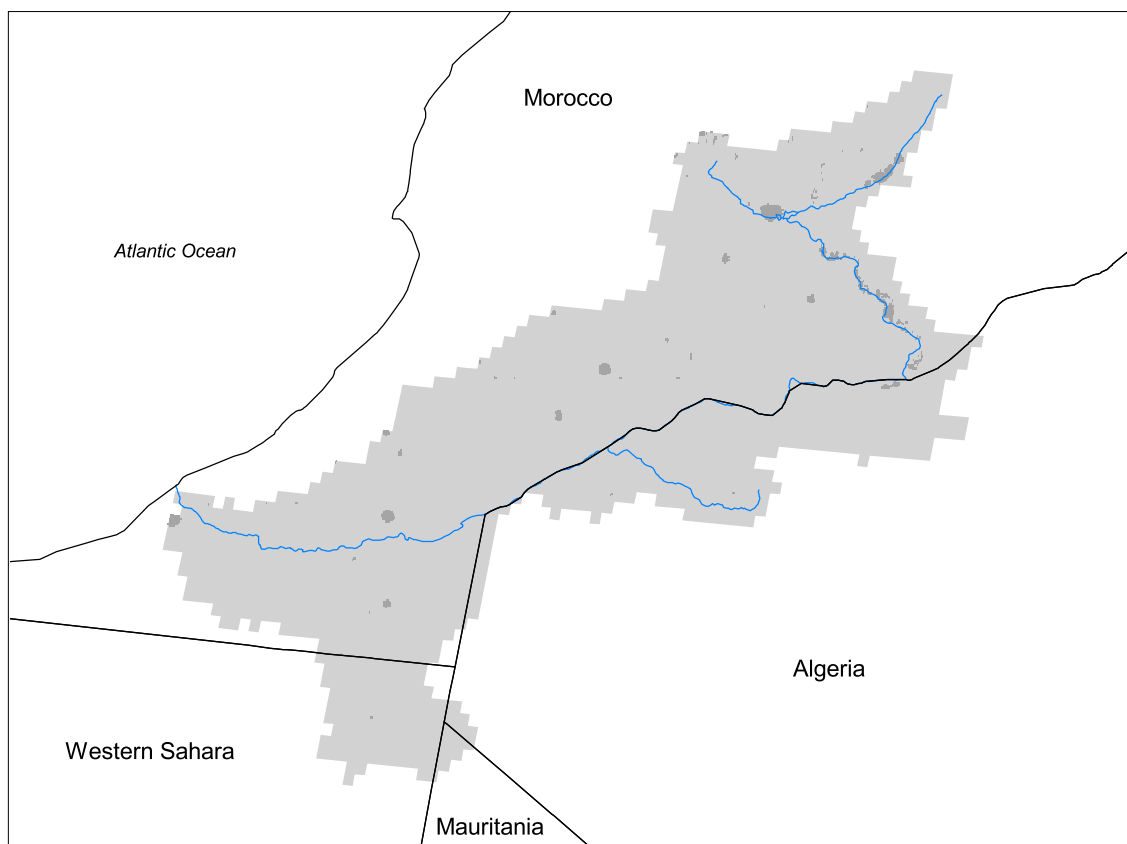 Morocco
Atlantic Ocean
Algeria
Western Sahara
Mauritania